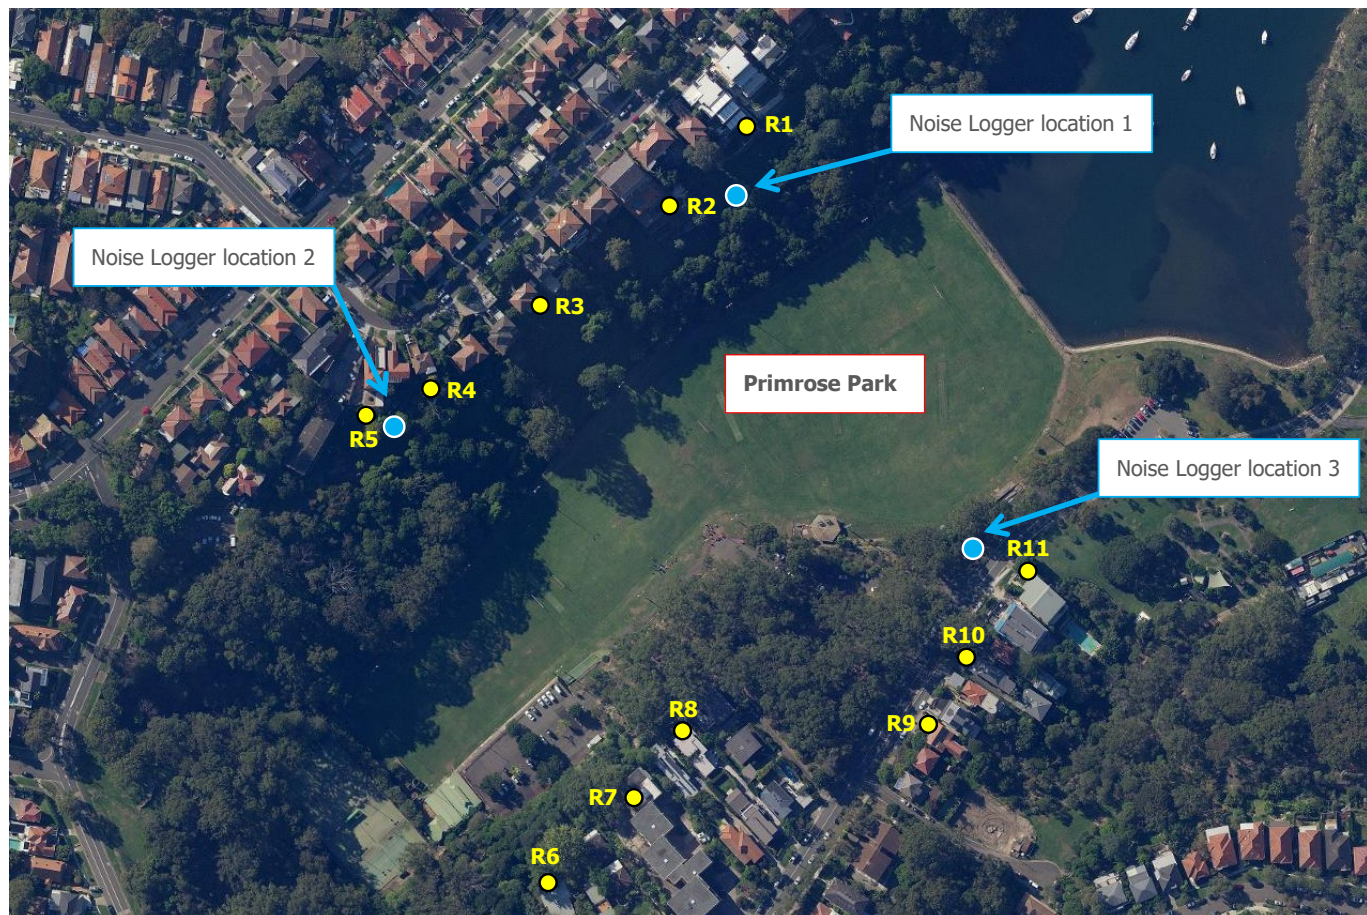 R1
Noise Logger location 1
R2
Noise Logger location 2
R3
Primrose Park
R4
R5
Noise Logger location 3
R11
R10
R8
R9
R7
R6